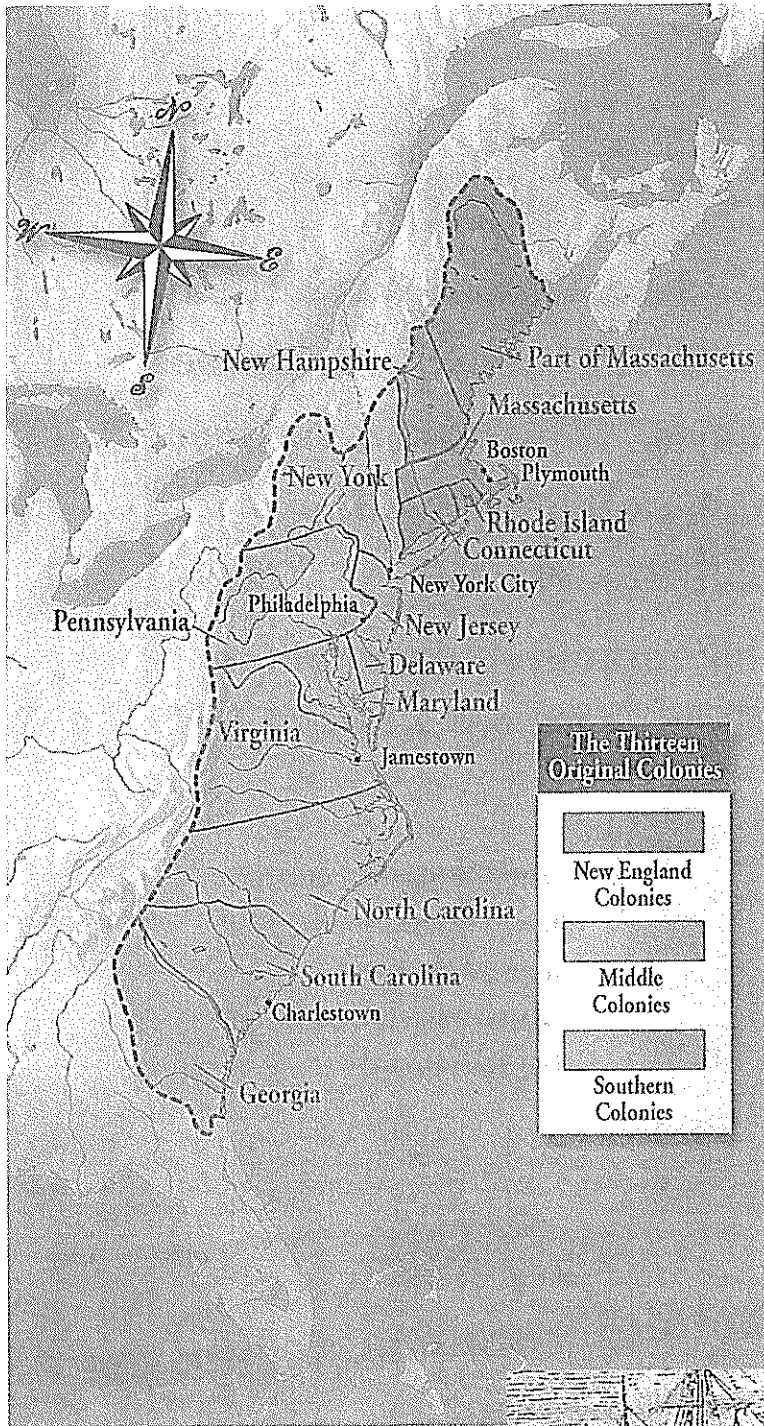 N
W
E
S
New Hampshire
Part of Massachusetts
Massachusetts
Boston
Plymouth
New York
Rhode Island
Connecticut
New York City
Philadelphia
Pennsylvania
New Jersey
Delaware
Maryland
Virginia
Jamestown
North Carolina
South Carolina
Charlestown
Georgia
The Thirteen
Original Colonies
New England
Colonies
Middle
Colonies
Southern
Colonies